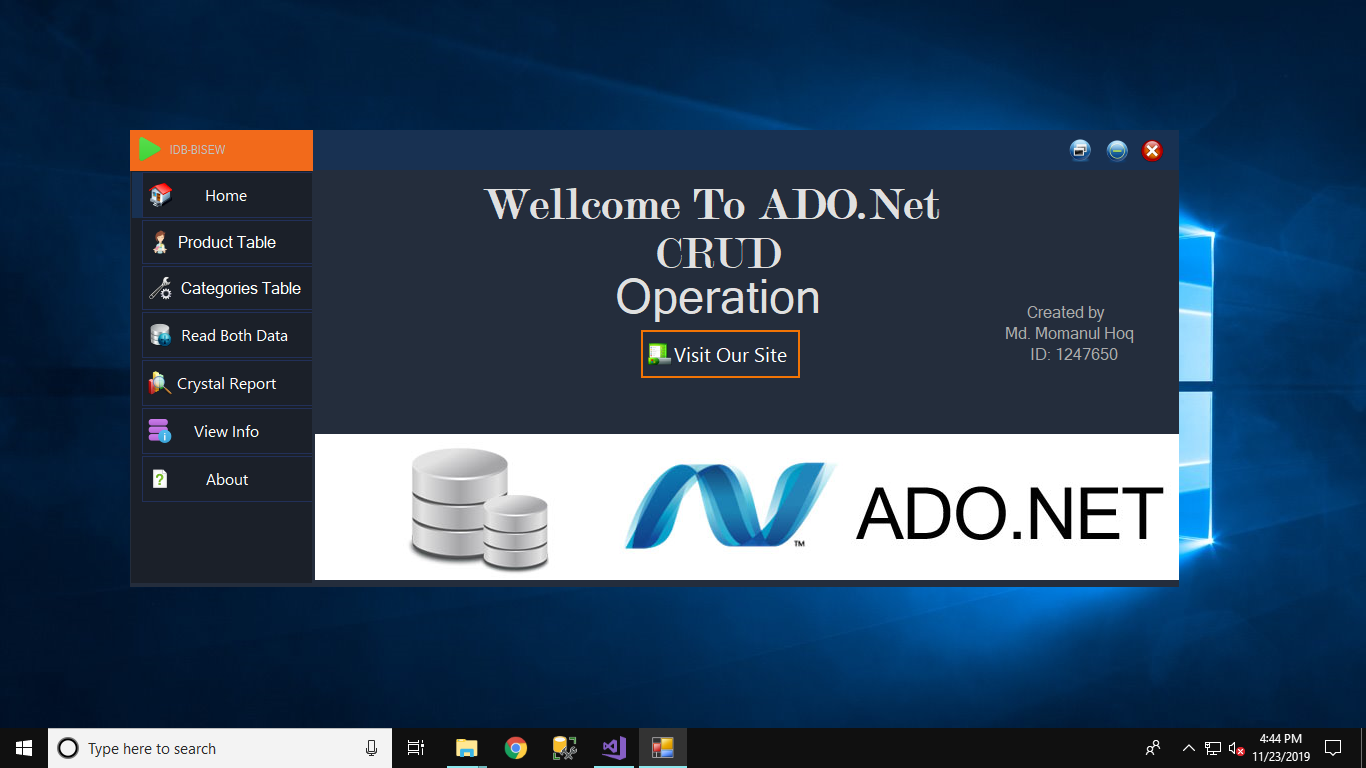 IDB-BISEW
Home
Product Table
Categories Table
Read Both Data
Crystal Report
View Info
About
Wellcome To ADO.Net
CRUD
Operation
Visit Our Site
Created by
Md. Momanul Hoq
ID: 1247650
ADO.NET
TM
Type here to search
4:44 PM
11/23/2019